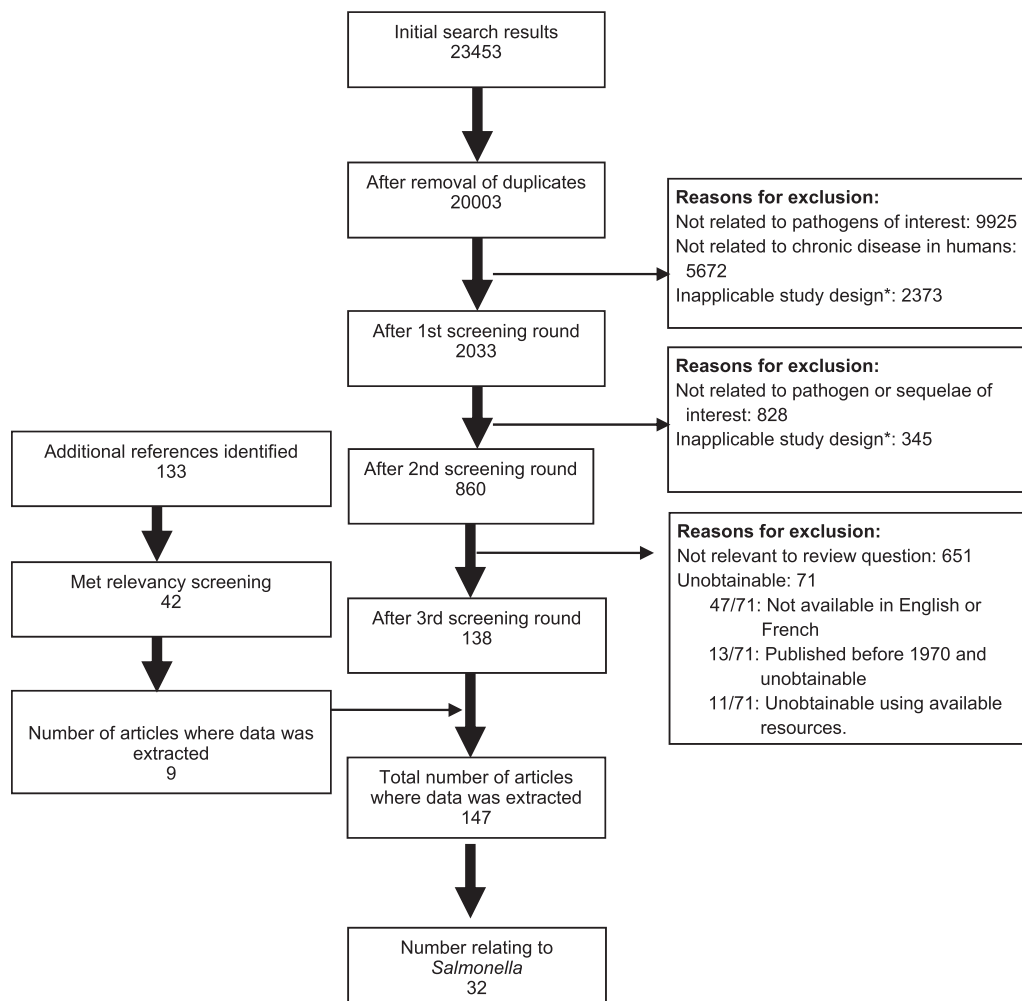 Initial search results
23453
After removal of duplicates
20003
Reasons for exclusion:
Not related to pathogens of interest: 9925
Not related to chronic disease in humans:
5672
Inapplicable study design*: 2373
After 1st screening round
2033
Reasons for exclusion:
Not related to pathogen or sequelae of
interest: 828
Inapplicable study design*: 345
Additional references identified
133
After 2nd screening round
860
Reasons for exclusion:
Not relevant to review question: 651
Unobtainable: 71
47/71: Not available in English or
French
13/71: Published before 1970 and
unobtainable
11/71: Unobtainable using available
resources.
Met relevancy screening
42
After 3rd screening round
138
Number of articles where data was
extracted
9
Total number of articles
where data was extracted
147
Number relating to
Salmonella
32